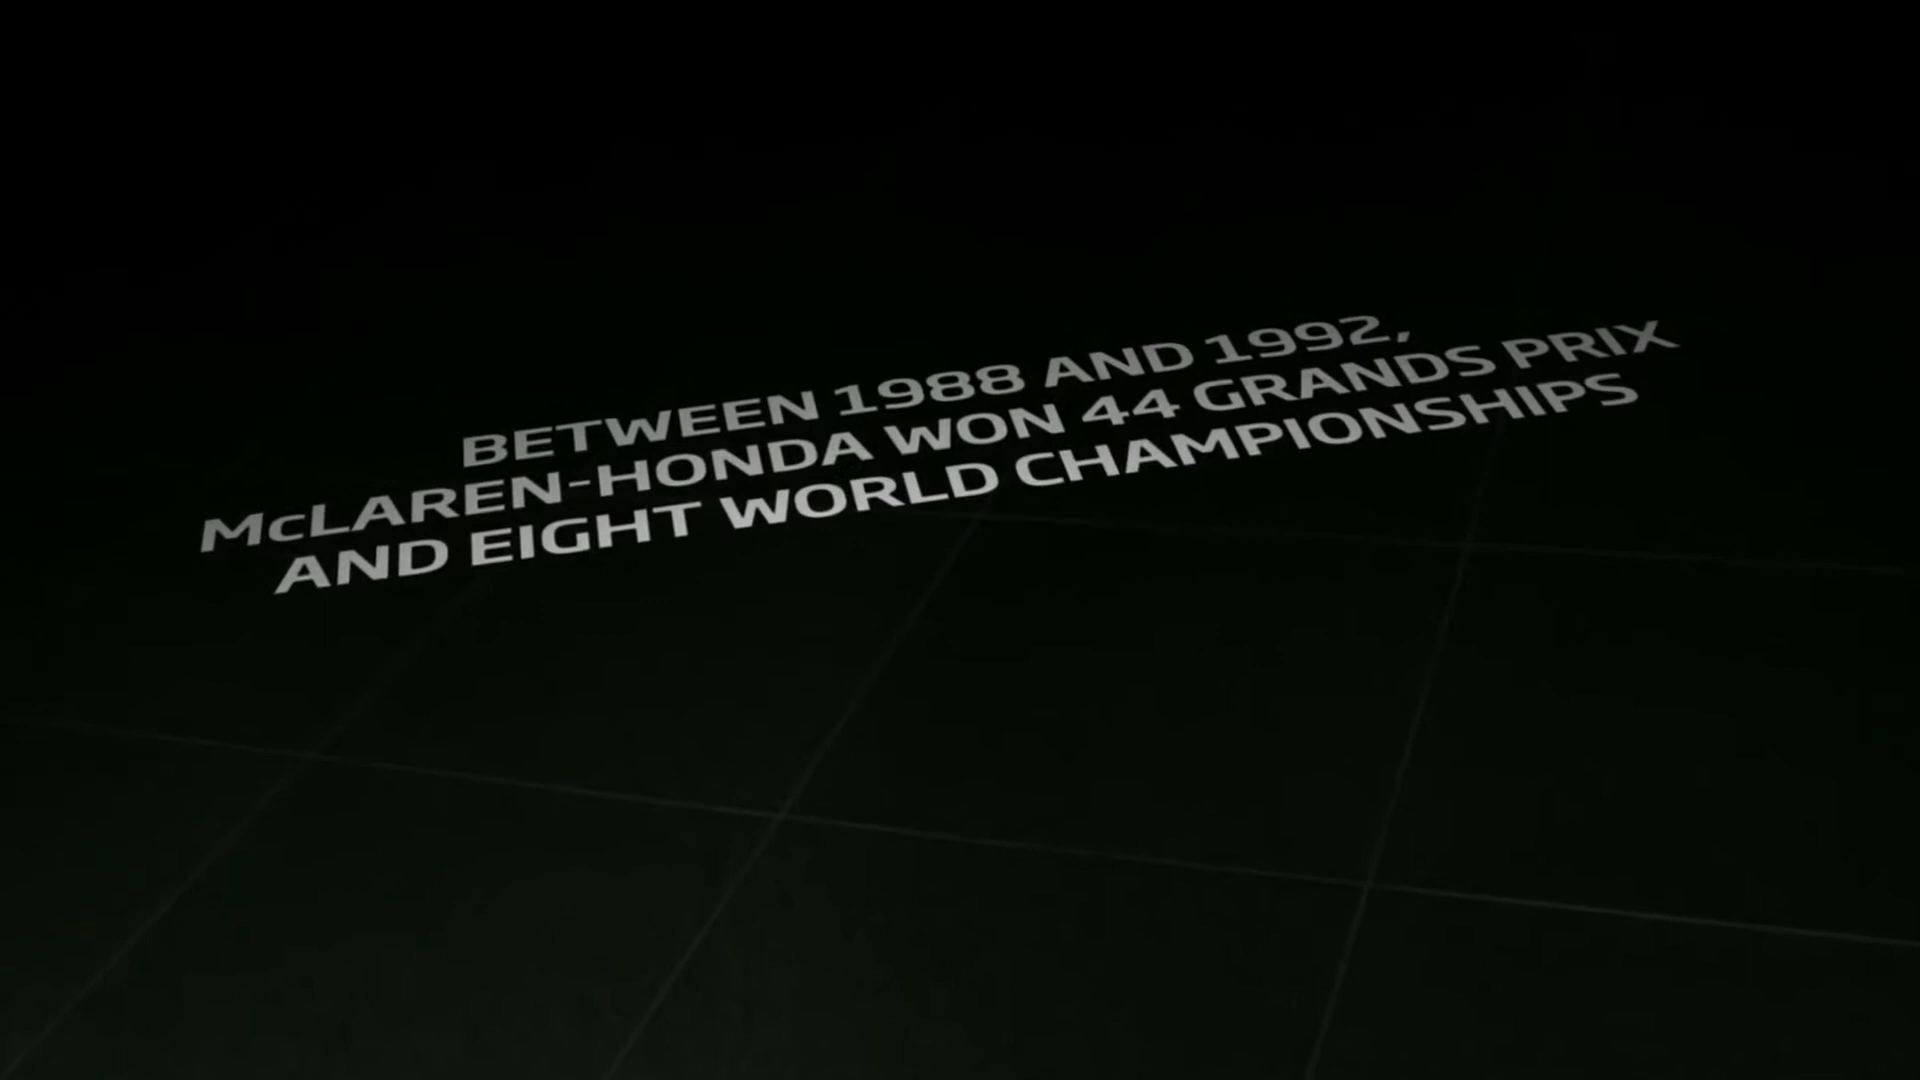 BETWEEN 1988 AND 1992,
McLAREN-HONDA WON 44 GRANDS PRIX
AND EIGHT WORLD CHAMPIONSHIPS